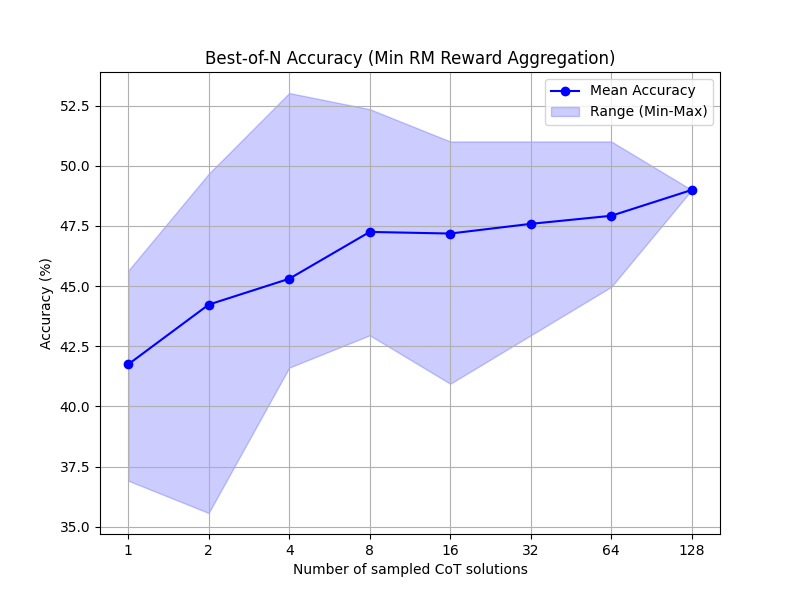 Best-of-N Accuracy (Min RM Reward Aggregation)
Mean Accuracy
Range (Min-Max)
Accuracy (%)
52.5
50.0
47.5
45.0
42.5
40.0
37.5
35.0
1 2 4 8 16 32 64 128
Number of sampled CoT solutions